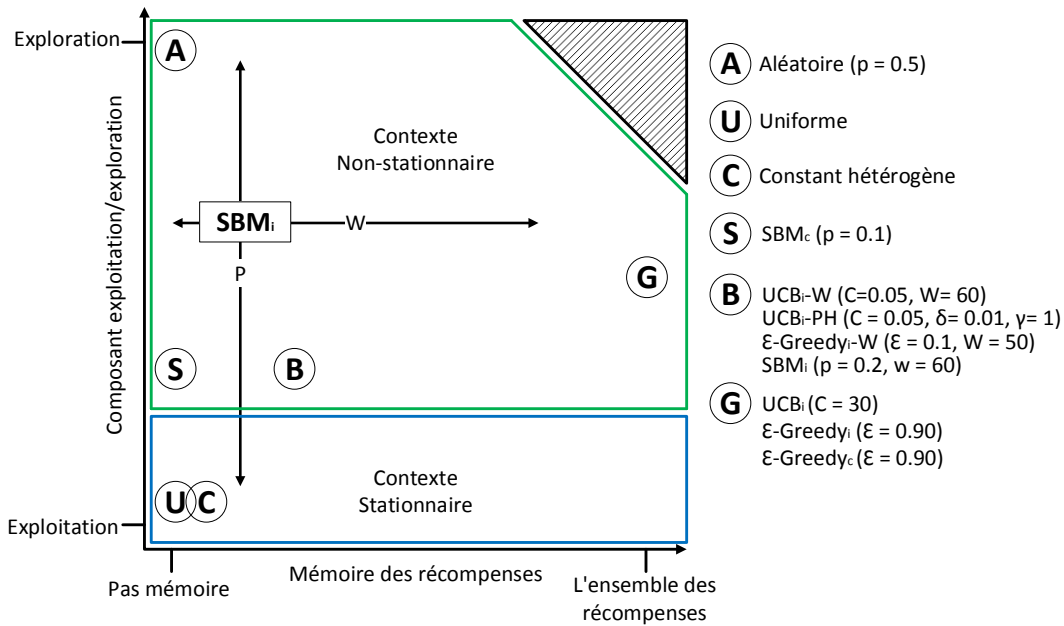 Composant exploitation/exploration
Exploration
Exploitation
A
Contexte
Non-stationnaire
SBMi
W
P
G
S
B
Contexte
Stationnaire
U
C
Pas mémoire
Mémoire des récompenses
L'ensemble des
récompenses
A Aléatoire (p = 0.5)
U Uniforme
C Constant hétérogène
S SBMc (p = 0.1)
B UCBi-W (C=0.05, W= 60)
UCBi-PH (C = 0.05, δ= 0.01, γ= 1)
Ɛ-Greedyi-W (Ɛ = 0.1, W = 50)
SBMi (p = 0.2, w = 60)
G UCBi (C = 30)
Ɛ-Greedyi (Ɛ = 0.90)
Ɛ-Greedyc (Ɛ = 0.90)